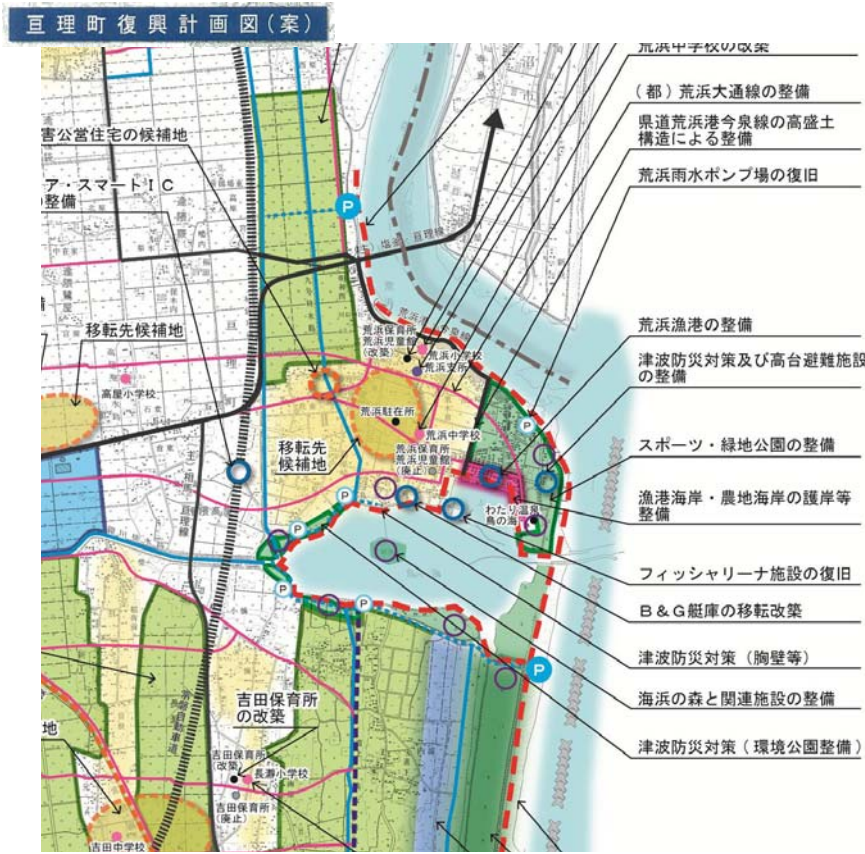 亘理町復興計画図(案)
荒浜中学校の改築
(都)荒浜大通線の整備
県道荒浜港今泉線の高盛土
構造による整備
荒浜雨水ポンプ場の復旧
荒浜漁港の整備
津波防災対策及び高台避難施設
の整備
スポーツ・緑地公園の整備
漁港海岸・農地海岸の護岸等
整備
フィッシャリーナ施設の復旧
B&G艇庫の移転改築
津波防災対策(胸壁等)
海浜の森と関連施設の整備
津波防災対策(環境公園整備)
害公営住宅の候補地
ア・スマートIC
の整備
移転先候補地
高屋小学校
P
亘理
荒浜保育所
荒浜児童館
(改築)
荒浜小学校
荒浜支所
荒浜駐在所
荒浜中学校
移転先
候補地
荒浜保育所
荒浜児童館
(廃止)
わたり温泉
鳥の海
P
P
P
P
P
P
常磐自動車道
吉田保育所
の改築
吉田保育所
(改築)
長瀞小学校
吉田保育所
(廃止)
地
吉田中学校